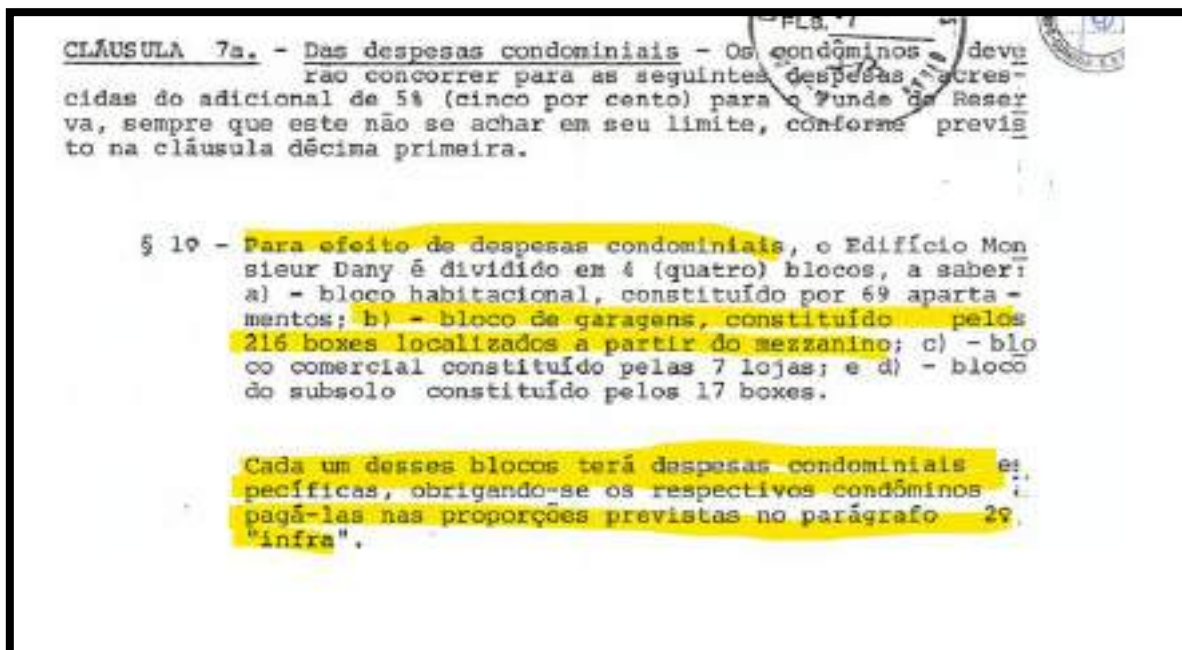 FLS.
CLÁUSULA 7a. - Das despesas condominiais - Os condôminos deve
rão concorrer para as seguintes despesas, acres-
cidas do adicional de 5% (cinco por cento) para o Fundo de Reser
va, sempre que este não se achar em seu limite, conforme previs
to na cláusula décima primeira.
§ 1º - Para efeito de despesas condominiais, o Edifício Mon
sieur Dany é dividido em 4 (quatro) blocos, a saber:
a) - bloco habitacional, constituído por 69 aparta -
mentos; b) - bloco de garagens, constituído pelos
216 boxes localizados a partir do mezzanino; c) - blo
co comercial constituído pelas 7 lojas; e d) - bloco
do subsolo constituído pelos 17 boxes.
Cada um desses blocos terá despesas condominiais es
pecíficas, obrigando-se os respectivos condôminos
pagá-las nas proporções previstas no parágrafo 2º,
"infra".